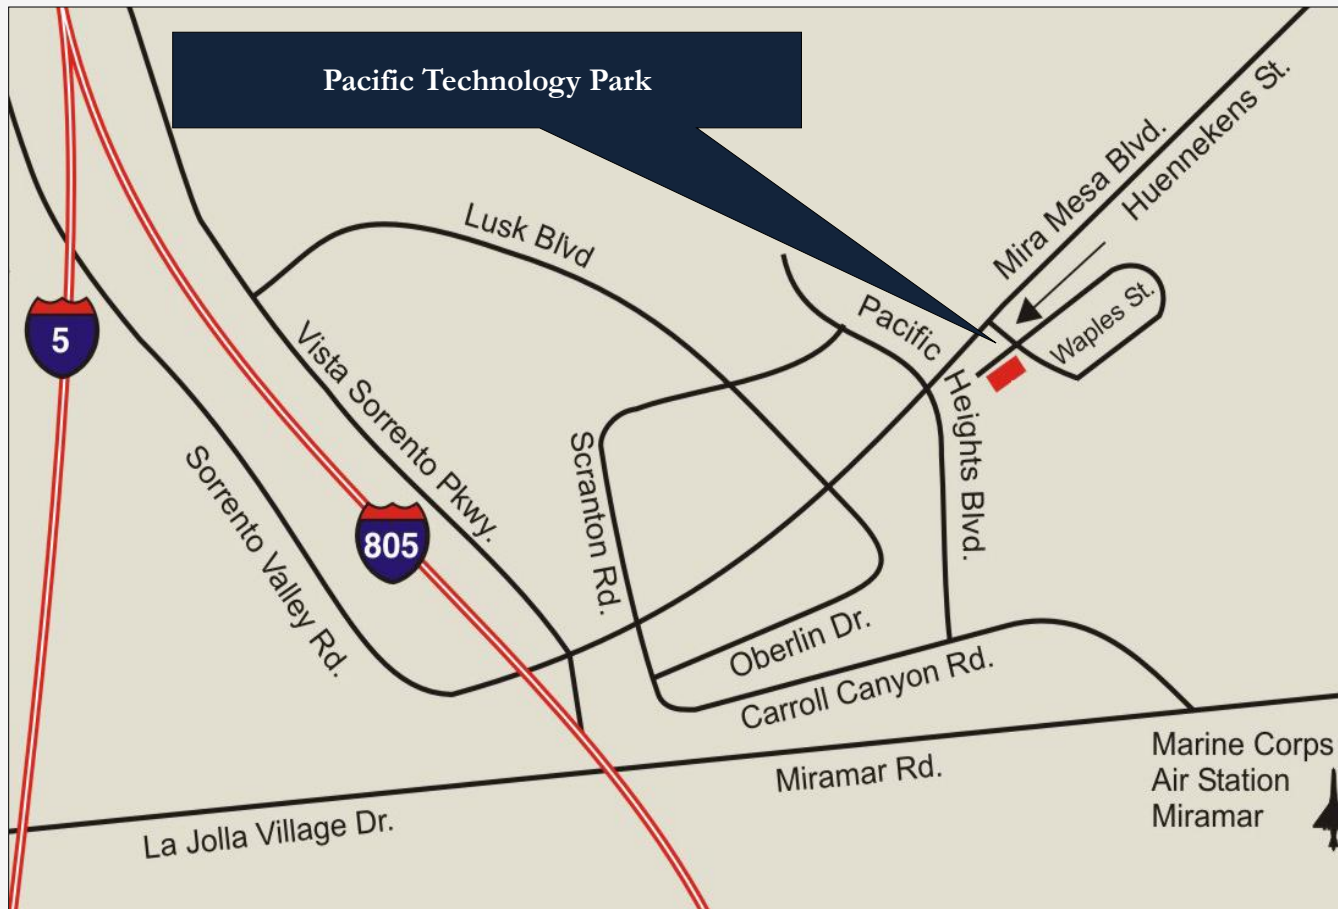 Pacific Technology Park
Mira Mesa Blvd.
Huennekens St.
Lusk Blvd
Pacific
Heights Blvd.
Waples St.
5
Vista Sorrento Pkwy.
Scranton Rd.
Sorrento Valley Rd.
805
Oberlin Dr.
Carroll Canyon Rd.
Miramar Rd.
La Jolla Village Dr.
Marine Corps
Air Station
Miramar